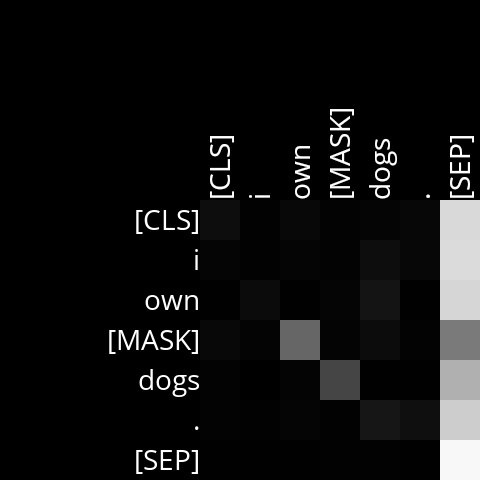 [CLS] i own [MASK] dogs . [SEP]
[CLS]
i
own
[MASK]
dogs
.
[SEP]